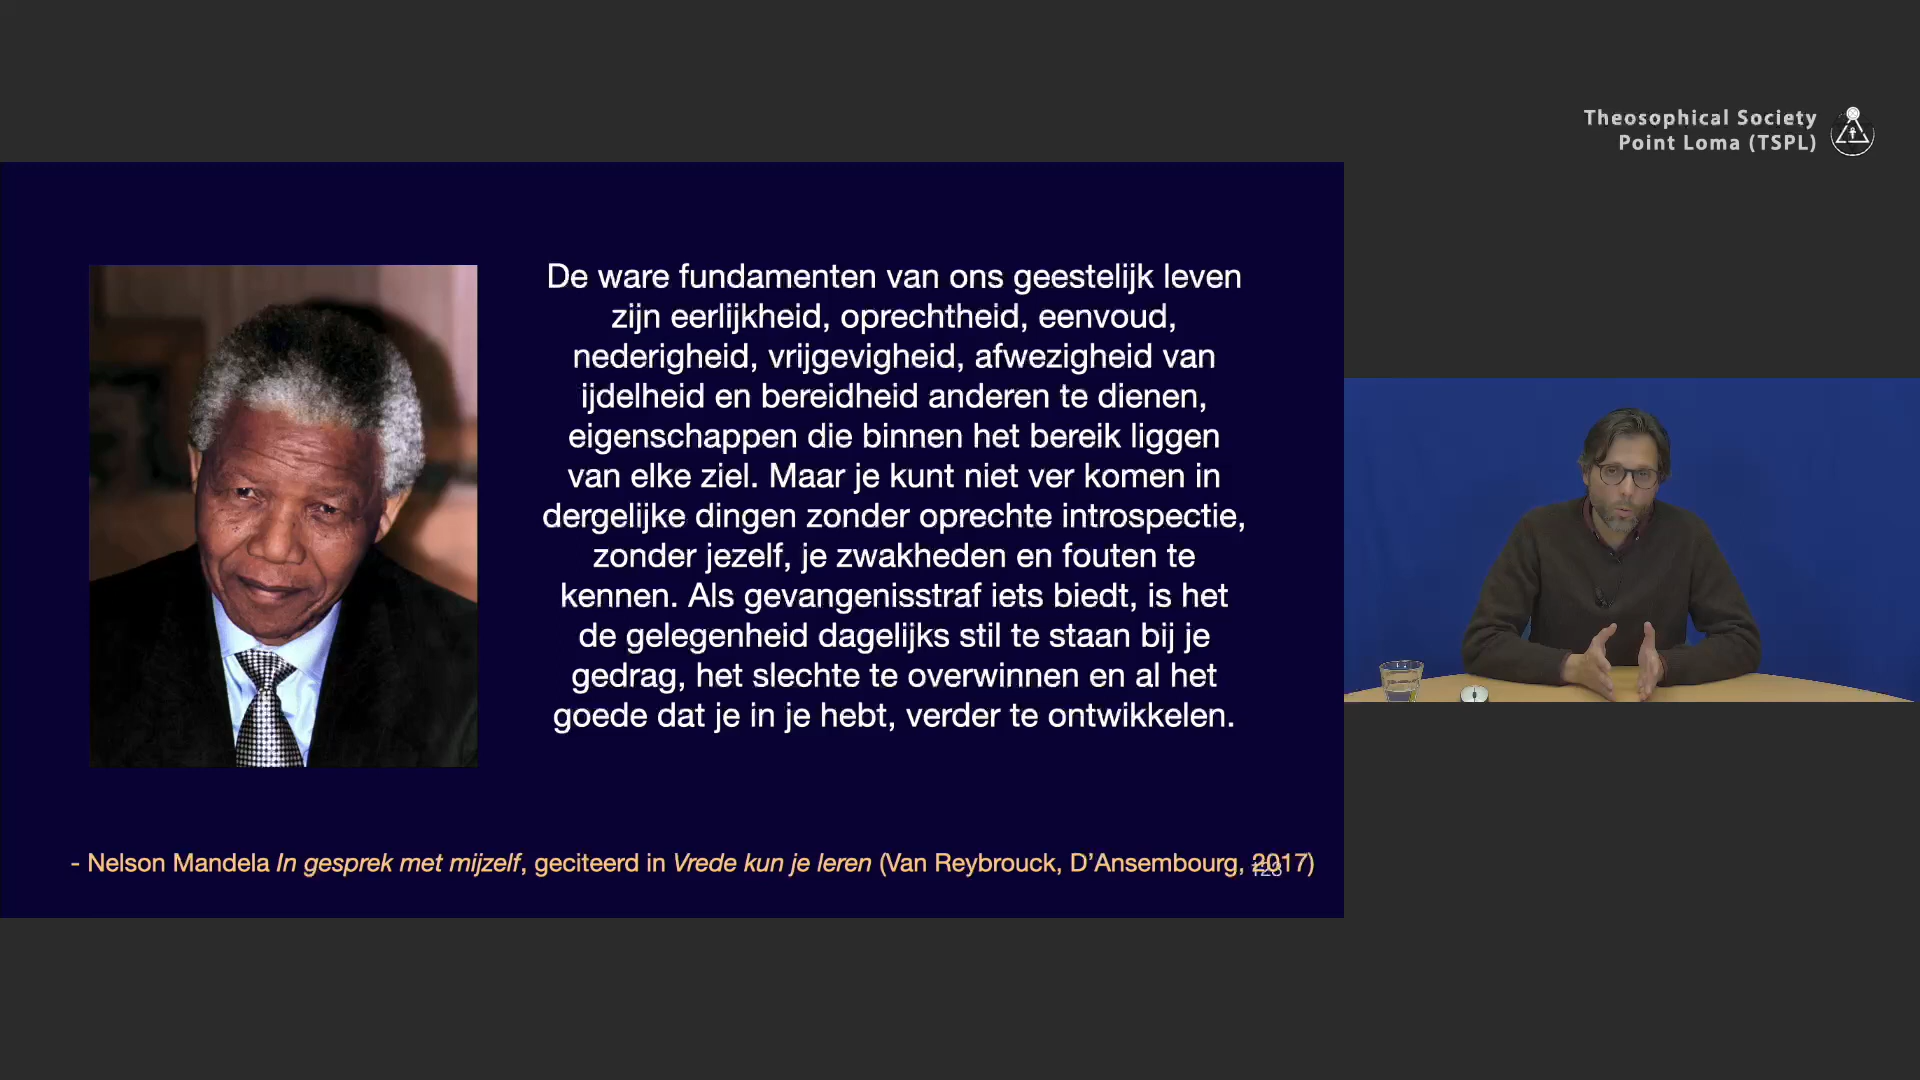 Theosophical Society
Point Loma (TSPL)
De ware fundamenten van ons geestelijk leven
zijn eerlijkheid, oprechtheid, eenvoud,
nederigheid, vrijgevigheid, afwezigheid van
ijdelheid en bereidheid anderen te dienen,
eigenschappen die binnen het bereik liggen
van elke ziel. Maar je kunt niet ver komen in
dergelijke dingen zonder oprechte introspectie,
zonder jezelf, je zwakheden en fouten te
kennen. Als gevangenisstraf iets biedt, is het
de gelegenheid dagelijks stil te staan bij je
gedrag, het slechte te overwinnen en al het
goede dat je in je hebt, verder te ontwikkelen.
- Nelson Mandela In gesprek met mijzelf, geciteerd in Vrede kun je leren (Van Reybrouck, D’Ansembourg, 2017)